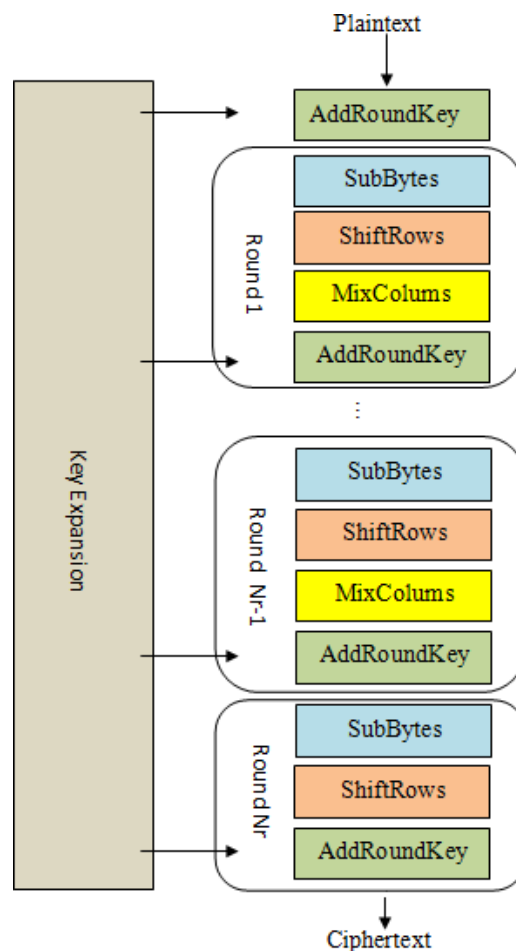 Plaintext
Key Expansion
AddRoundKey
Round 1
SubBytes
ShiftRows
MixColums
AddRoundKey
...
Round Nr-1
SubBytes
ShiftRows
MixColums
AddRoundKey
Round Nr
SubBytes
ShiftRows
AddRoundKey
Ciphertext